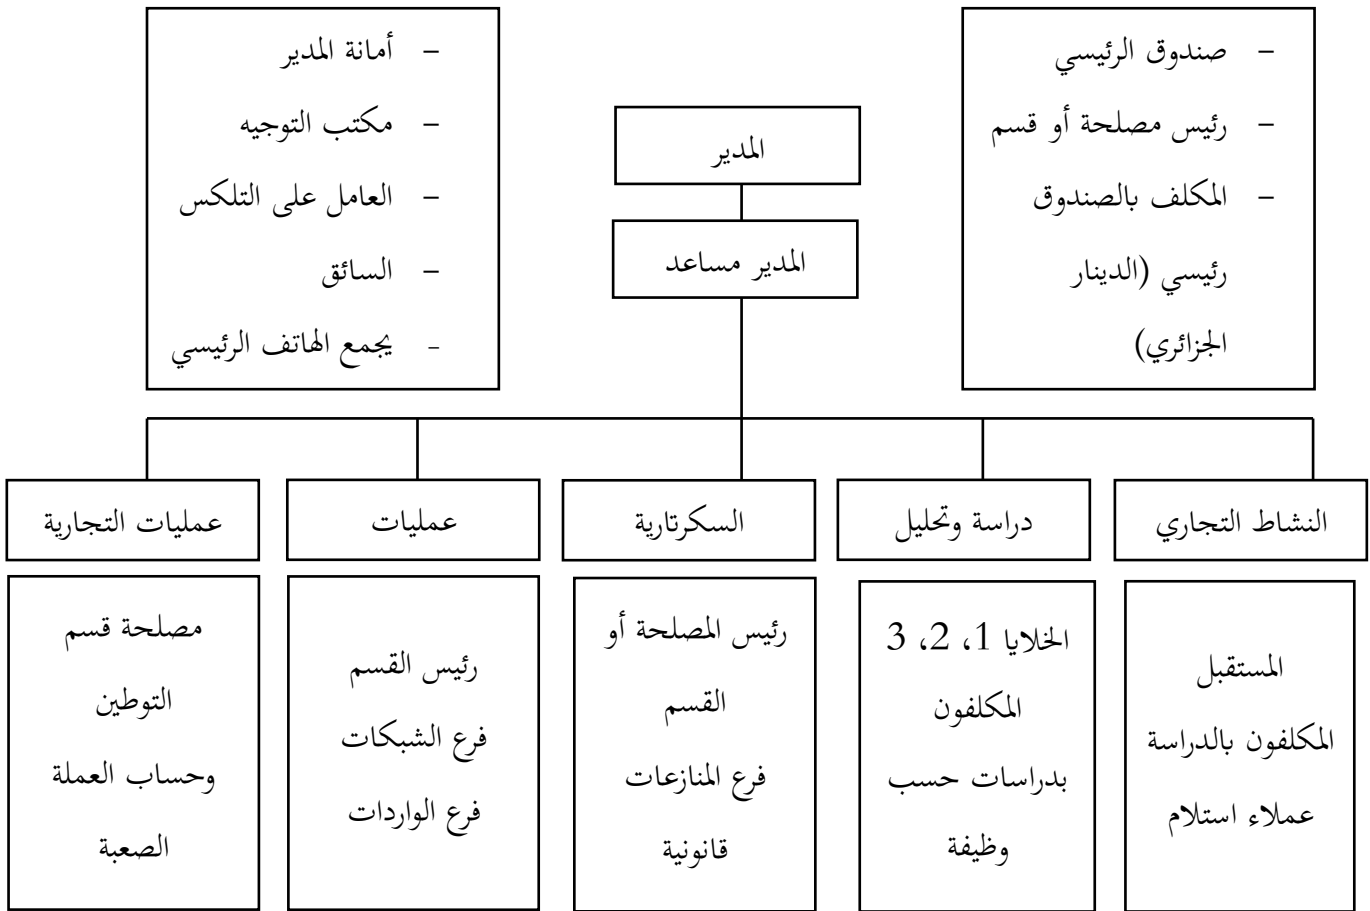 – صندوق الرئيسي
– رئيس مصلحة أو قسم
– المكلف بالصندوق
رئيسي (الدينار
الجزائري)
– أمانة المدير
– مكتب التوجيه
– العامل على التلكس
– السائق
- يجمع الهاتف الرئيسي
المدير
المدير مساعد
النشاط التجاري
دراسة وتحليل
السكرتارية
عمليات
عمليات التجارية
المستقبل
المكلفون بالدراسة
عملاء استلام
الخلايا 1، 2، 3
المكلفون
بدراسات حسب
وظيفة
رئيس المصلحة أو
القسم
فرع المنازعات
قانونية
رئيس القسم
فرع الشبكات
فرع الواردات
مصلحة قسم
التوطين
وحساب العملة
الصعبة